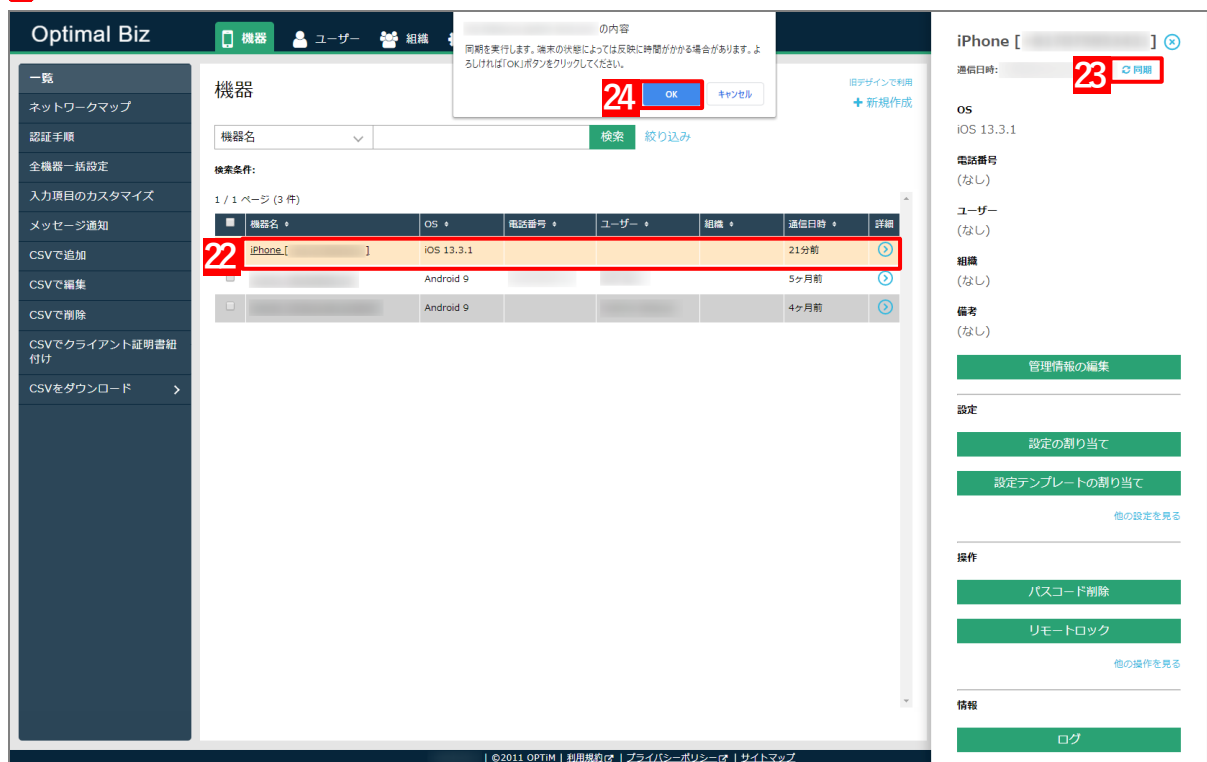 Optimal Biz
機器
ユーザー
組織
の内容
同期を実行します。端末の状態によっては反映に時間がかかる場合があります。よ
ろしければ「OK」ボタンをクリックしてください。
24
OK
キャンセル
一覧
ネットワークマップ
認証手順
全機器一括設定
入力項目のカスタマイズ
メッセージ通知
CSVで追加
CSVで編集
CSVで削除
CSVでクライアント証明書紐
付け
CSVをダウンロード
機器
旧デザインで利用
+ 新規作成
機器名
検索
絞り込み
検索条件:
1 / 1 ページ (3 件)
機器名 OS 電話番号 ユーザー 組織 通信日時 詳細
22
iPhone [ ] iOS 13.3.1 21分前
Android 9 5ヶ月前
Android 9 4ヶ月前
iPhone [ ]
通信日時:
23
同期
OS
iOS 13.3.1
電話番号
(なし)
ユーザー
(なし)
組織
(なし)
備考
(なし)
管理情報の編集
設定
設定の割り当て
設定テンプレートの割り当て
他の設定を見る
操作
パスコード削除
リモートロック
他の操作を見る
情報
ログ
| ©2011 OPTiM | 利用規約 | プライバシーポリシー | サイトマップ